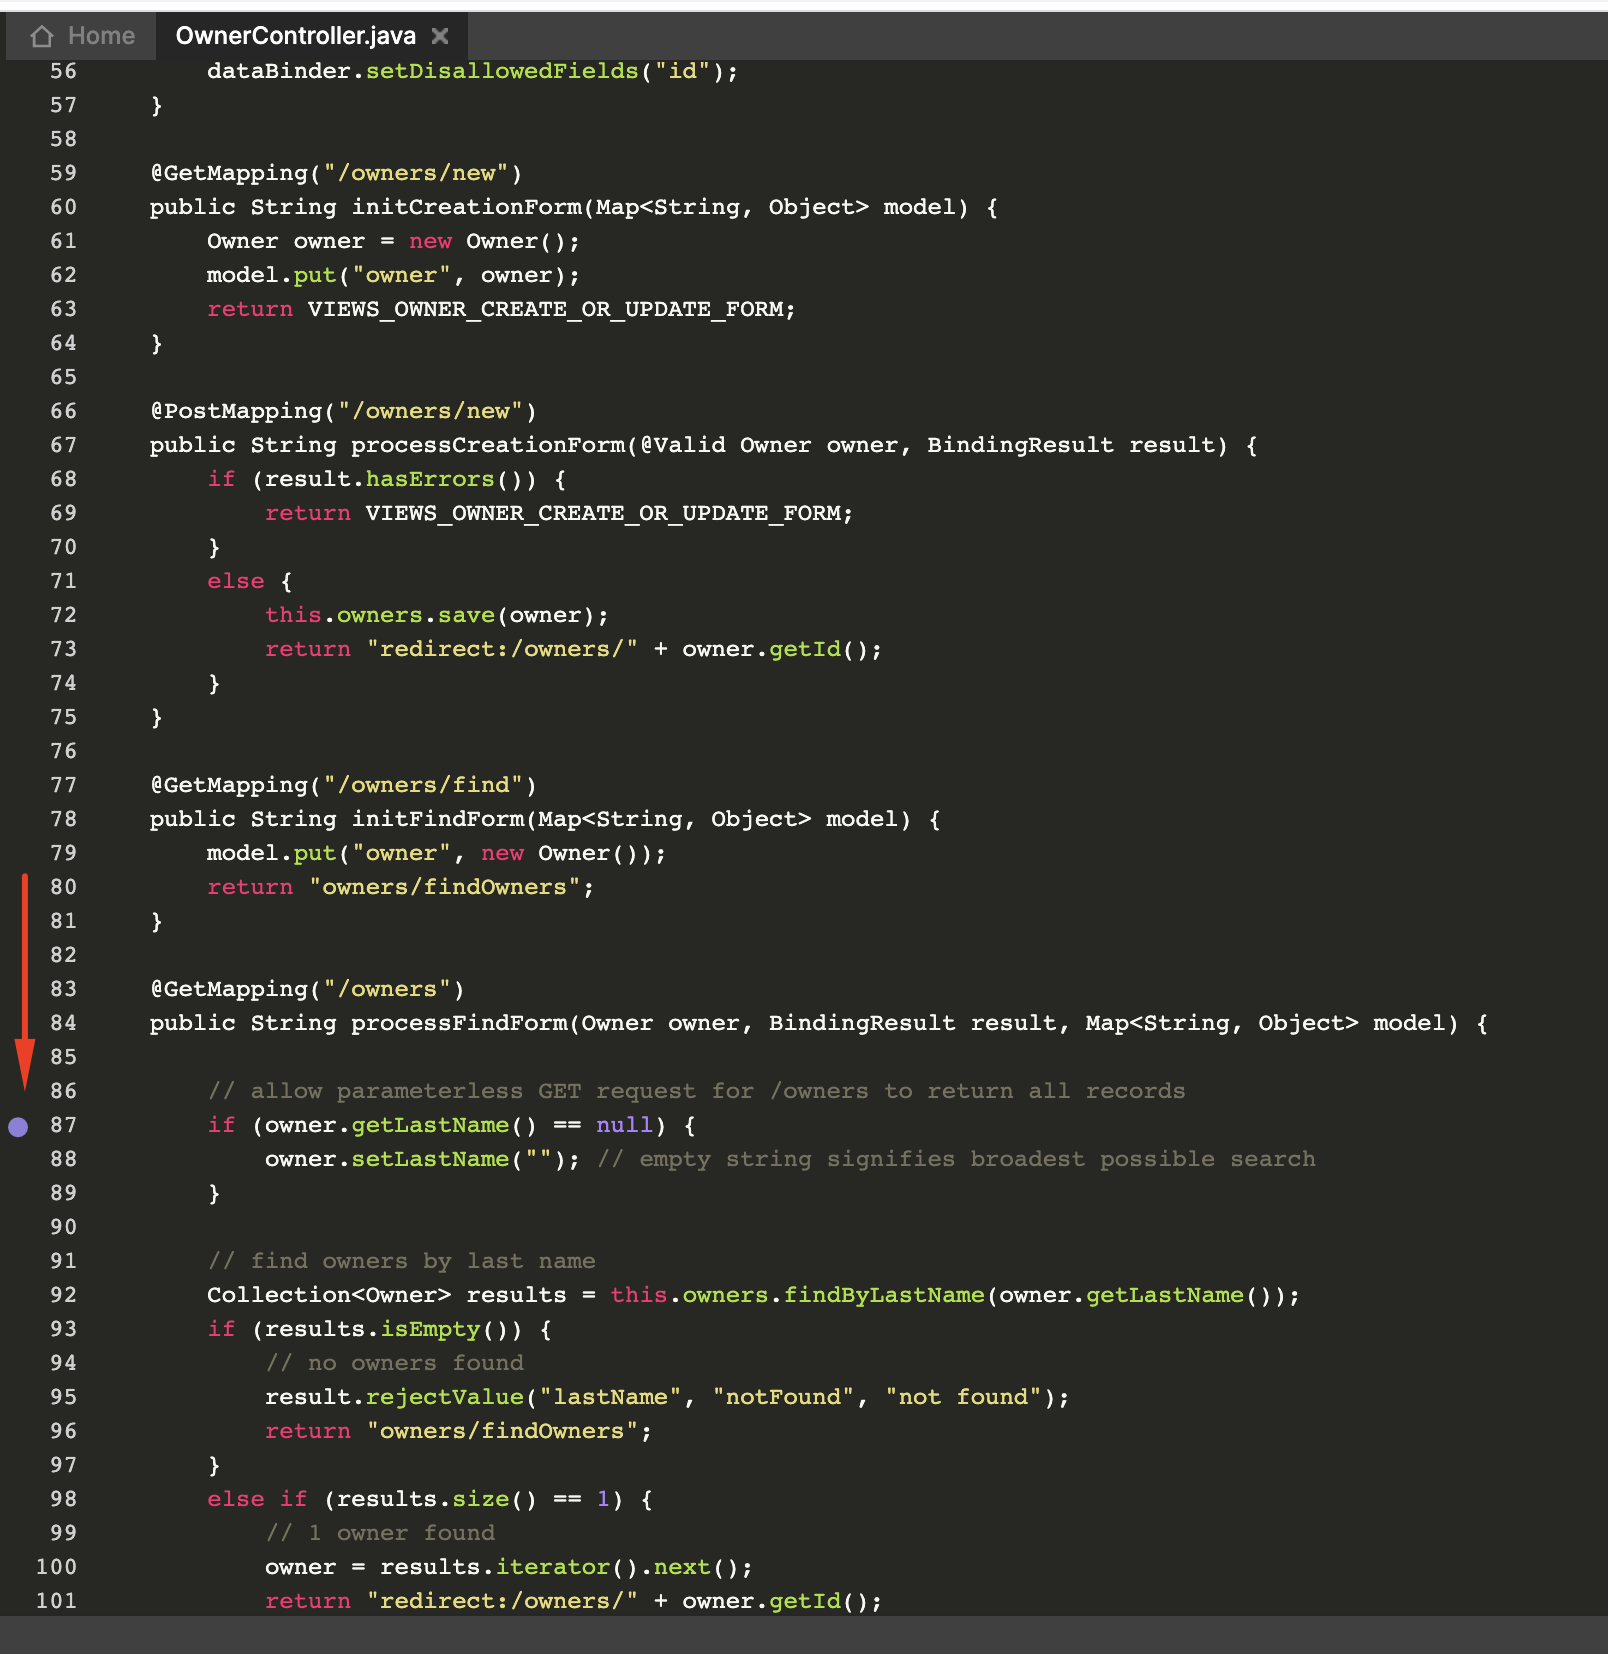 Home OwnerController.java
56 dataBinder.setDisallowedFields("id");
57 }
58
59 @GetMapping("/owners/new")
60 public String initCreationForm(Map<String, Object> model) {
61 Owner owner = new Owner();
62 model.put("owner", owner);
63 return VIEWS_OWNER_CREATE_OR_UPDATE_FORM;
64 }
65
66 @PostMapping("/owners/new")
67 public String processCreationForm(@Valid Owner owner, BindingResult result) {
68 if (result.hasErrors()) {
69 return VIEWS_OWNER_CREATE_OR_UPDATE_FORM;
70 }
71 else {
72 this.owners.save(owner);
73 return "redirect:/owners/" + owner.getId();
74 }
75 }
76
77 @GetMapping("/owners/find")
78 public String initFindForm(Map<String, Object> model) {
79 model.put("owner", new Owner());
80 return "owners/findOwners";
81 }
82
83 @GetMapping("/owners")
84 public String processFindForm(Owner owner, BindingResult result, Map<String, Object> model) {
85
86 // allow parameterless GET request for /owners to return all records
87 if (owner.getLastName() == null) {
88 owner.setLastName(""); // empty string signifies broadest possible search
89 }
90
91 // find owners by last name
92 Collection<Owner> results = this.owners.findByLastName(owner.getLastName());
93 if (results.isEmpty()) {
94 // no owners found
95 result.rejectValue("lastName", "notFound", "not found");
96 return "owners/findOwners";
97 }
98 else if (results.size() == 1) {
99 // 1 owner found
100 owner = results.iterator().next();
101 return "redirect:/owners/" + owner.getId();